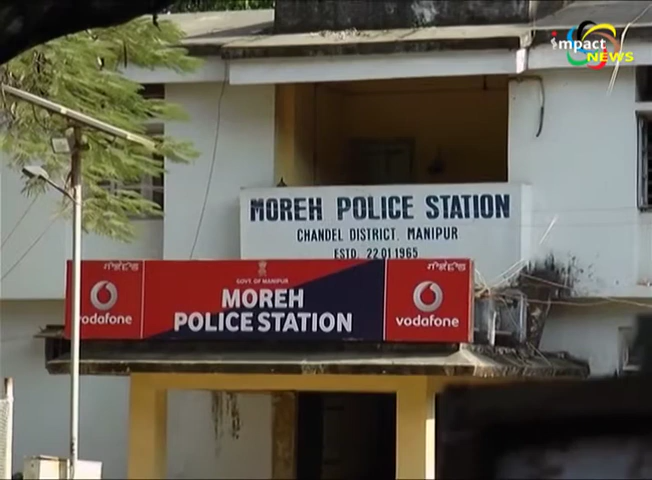 impact
NEWS
MOREH POLICE STATION
CHANDEL DISTRICT. MANIPUR
ESTD. 22.01.1965
GOVT. OF MANIPUR
MOREH
POLICE STATION
vodafone
vodafone